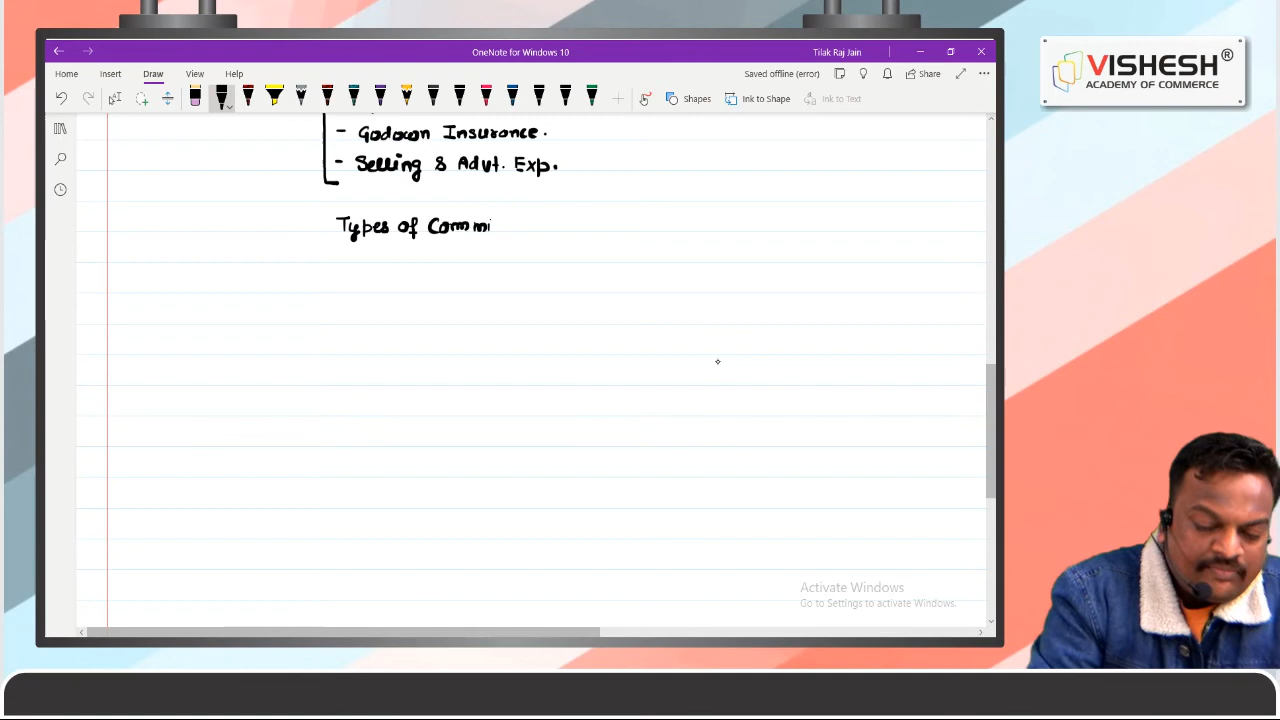 OneNote for Windows 10
Tilak Raj Jain
VISHESH®
ACADEMY OF COMMERCE
Home Insert Draw View Help
Saved offline (error)
Share
Shapes
Ink to Shape
Ink to Text
- Godown Insurance.
- Selling & Advt. Exp.
Types of Commi
Activate Windows
Go to Settings to activate Windows.